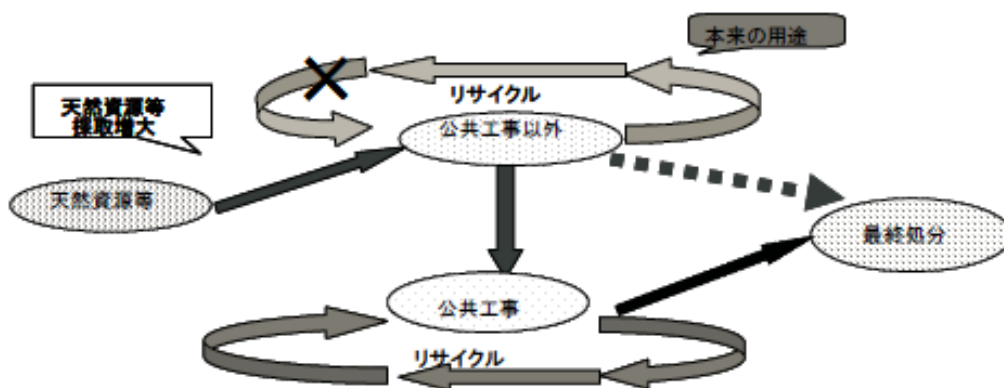 本来の用途
リサイクル
天然資源等
採取増大
公共工事以外
天然資源等
最終処分
公共工事
リサイクル